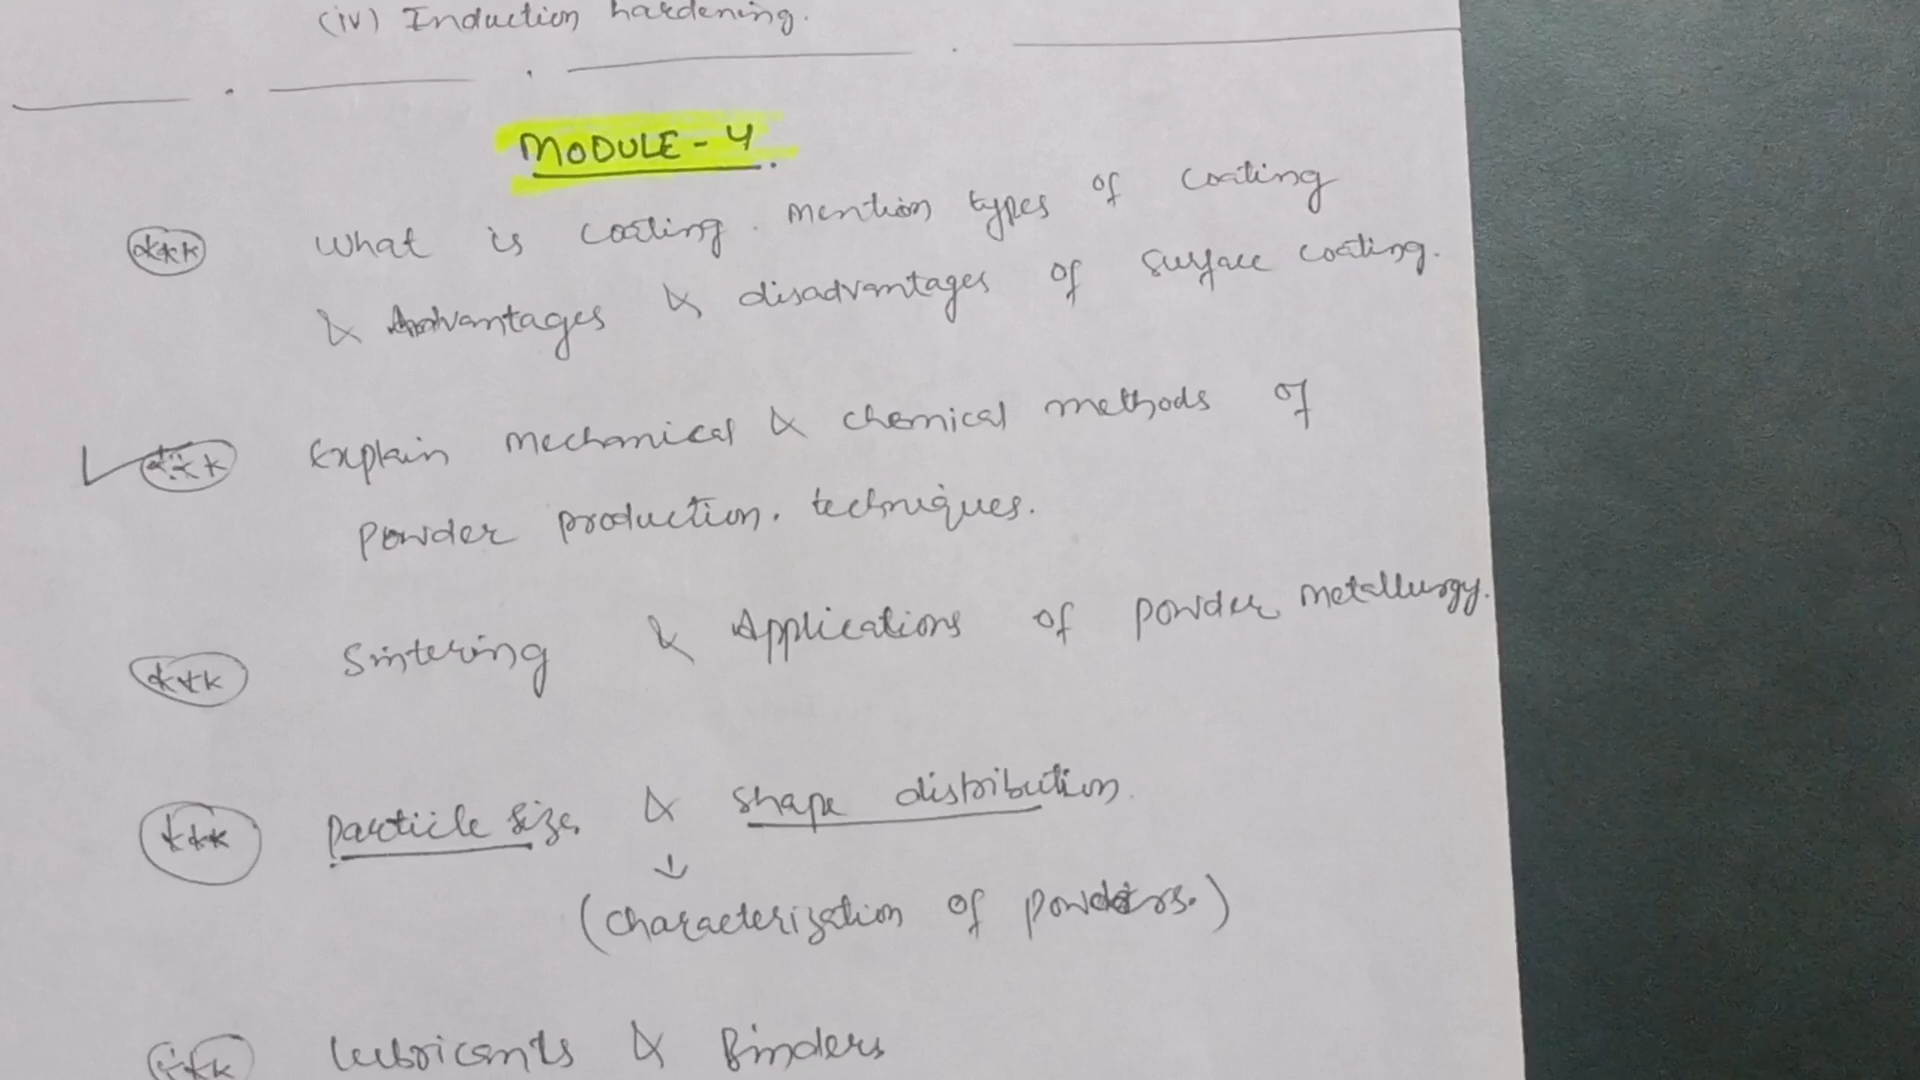 (iv) Induction hardening.
MODULE - 4.
*** What is coating. mention types of coating
& Advantages & disadvantages of surface coating.
*** Explain mechanical & chemical methods of
powder production. techniques.
*** Sintering & Applications of powder metallurgy.
*** particle size & shape distribution.
↓
(characterization of powders.)
*** lubricants & Binders